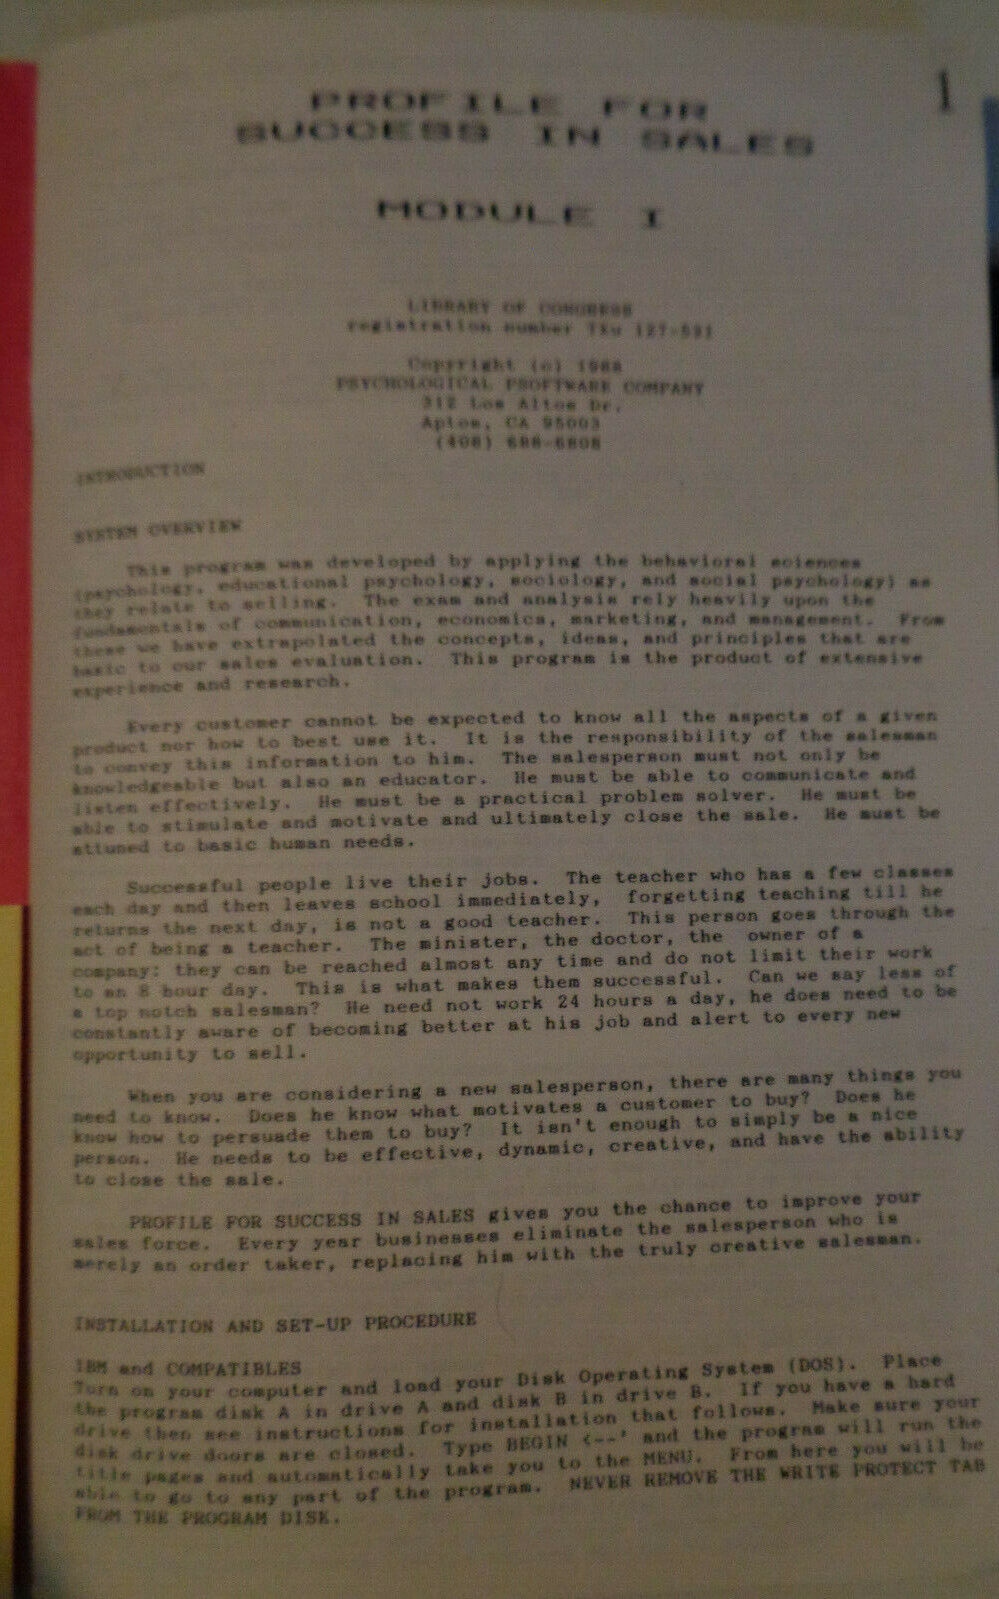 1
PROFILE FOR
SUCCESS IN SALES
MODULE I
LIBRARY OF CONGRESS
registration number TXu 127-531
Copyright (c) 1988
PSYCHOLOGICAL PROFTWARE COMPANY
312 Los Altos Dr.
Aptos, CA 95003
(408) 688-6808
INTRODUCTION
SYSTEM OVERVIEW
This program was developed by applying the behavioral sciences
(psychology, educational psychology, sociology, and social psychology) as
they relate to selling. The exam and analysis rely heavily upon the
fundamentals of communication, economics, marketing, and management. From
these we have extrapolated the concepts, ideas, and principles that are
basic to our sales evaluation. This program is the product of extensive
experience and research.
Every customer cannot be expected to know all the aspects of a given
product nor how to best use it. It is the responsibility of the salesman
to convey this information to him. The salesperson must not only be
knowledgeable but also an educator. He must be able to communicate and
listen effectively. He must be a practical problem solver. He must be
able to stimulate and motivate and ultimately close the sale. He must be
attuned to basic human needs.
Successful people live their jobs. The teacher who has a few classes
each day and then leaves school immediately, forgetting teaching till he
returns the next day, is not a good teacher. This person goes through the
act of being a teacher. The minister, the doctor, the owner of a
company: they can be reached almost any time and do not limit their work
to an 8 hour day. This is what makes them successful. Can we say less of
a top notch salesman? He need not work 24 hours a day, he does need to be
constantly aware of becoming better at his job and alert to every new
opportunity to sell.
When you are considering a new salesperson, there are many things you
need to know. Does he know what motivates a customer to buy? Does he
know how to persuade them to buy? It isn't enough to simply be a nice
person. He needs to be effective, dynamic, creative, and have the ability
to close the sale.
PROFILE FOR SUCCESS IN SALES gives you the chance to improve your
sales force. Every year businesses eliminate the salesperson who is
merely an order taker, replacing him with the truly creative salesman.
INSTALLATION AND SET-UP PROCEDURE
IBM and COMPATIBLES
Turn on your computer and load your Disk Operating System (DOS). Place
the program disk A in drive A and disk B in drive B. If you have a hard
drive then see instructions for installation that follows. Make sure your
disk drive doors are closed. Type BEGIN <--' and the program will run the
title pages and automatically take you to the MENU. From here you will be
able to go to any part of the program. NEVER REMOVE THE WRITE PROTECT TAB
FROM THE PROGRAM DISK.